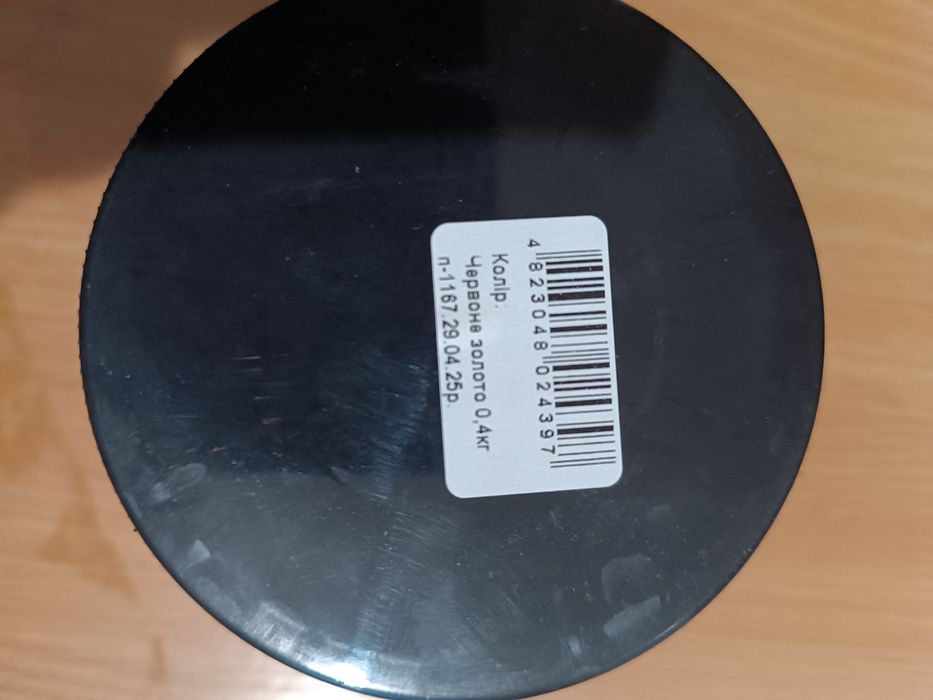 4 823048 024397
Колір:
Червоне золото 0,4кг
п-1167.29.04.25р.